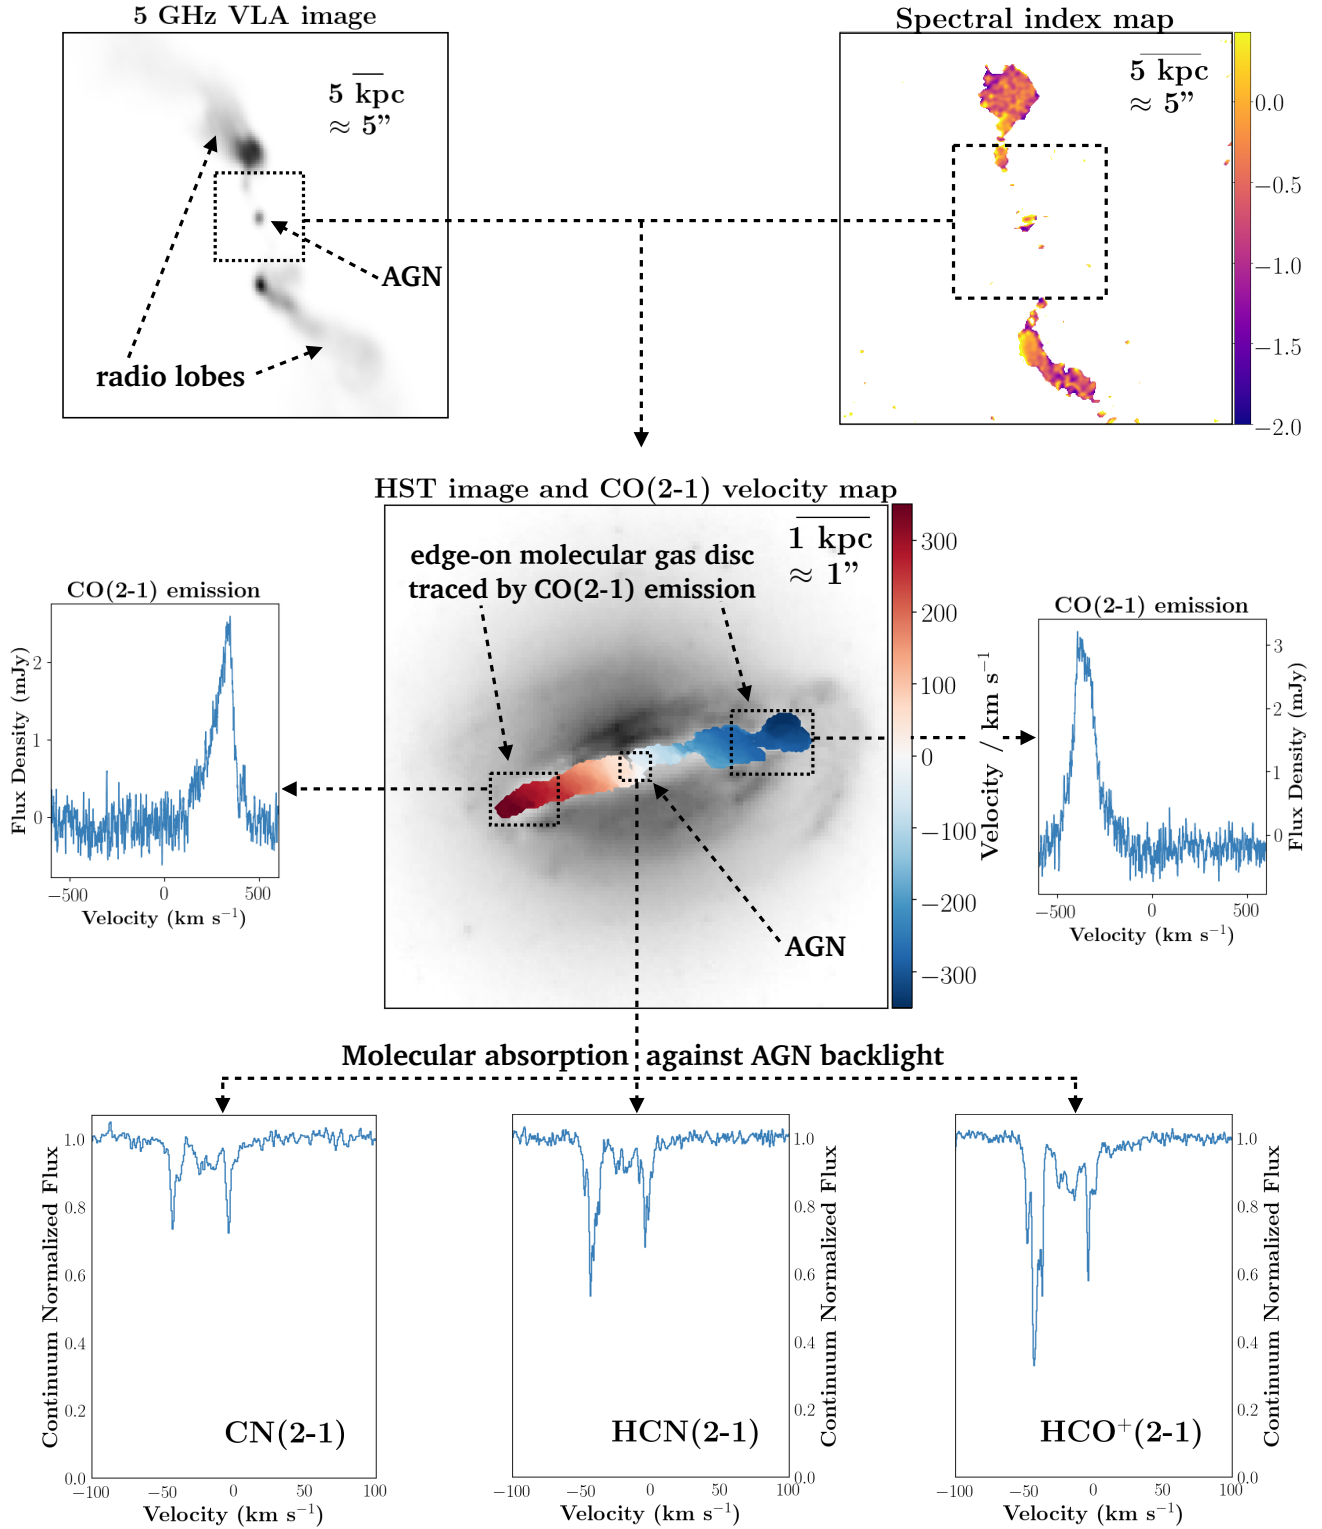 5 GHz VLA image
5 kpc
≈ 5”
AGN
radio lobes
Spectral index map
5 kpc
≈ 5”
0.0
−0.5
−1.0
−1.5
−2.0
HST image and CO(2-1) velocity map
edge-on molecular gas disc
traced by CO(2-1) emission
1 kpc
≈ 1”
AGN
300
200
100
0
−100
−200
−300
Velocity / km s⁻¹
CO(2-1) emission
Flux Density (mJy)
2
1
0
−500 0 500
Velocity (km s⁻¹)
CO(2-1) emission
3
2
1
0
Flux Density (mJy)
−500 0 500
Velocity (km s⁻¹)
Molecular absorption against AGN backlight
Continuum Normalized Flux
1.0
0.8
0.6
0.4
0.2
0.0
CN(2-1)
−100 −50 0 50 100
Velocity (km s⁻¹)
1.0
0.8
0.6
0.4
0.2
0.0
Continuum Normalized Flux
HCN(2-1)
−100 −50 0 50 100
Velocity (km s⁻¹)
1.0
0.8
0.6
0.4
0.2
0.0
Continuum Normalized Flux
HCO⁺(2-1)
−100 −50 0 50 100
Velocity (km s⁻¹)